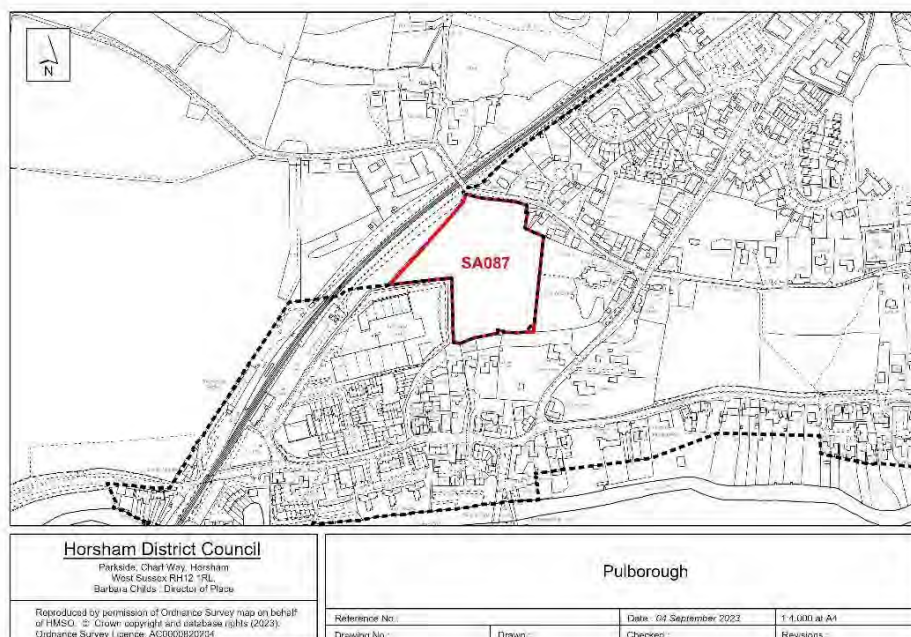 N
SA087
Horsham District Council
Parkside, Chart Way, Horsham
West Sussex RH12 1RL.
Barbara Childs : Director of Place
Reproduced by permission of Ordnance Survey map on behalf
of HMSO. © Crown copyright and database rights (2023).
Ordnance Survey Licence. AC0000820204
Pulborough
Reference No :
Date : 04 September 2023
1:4,000 at A4
Drawing No :
Drawn :
Checked :
Revisions :